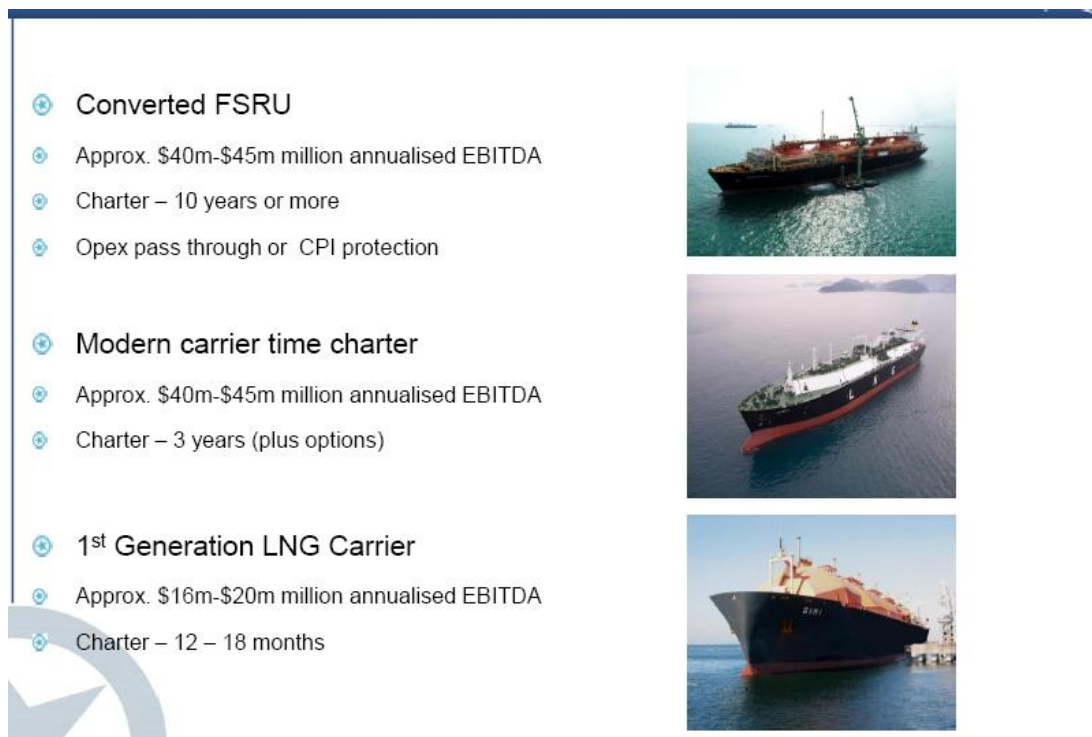 Converted FSRU
Approx. $40m-$45m million annualised EBITDA
Charter – 10 years or more
Opex pass through or CPI protection
Modern carrier time charter
Approx. $40m-$45m million annualised EBITDA
Charter – 3 years (plus options)
L N G
1st Generation LNG Carrier
Approx. $16m-$20m million annualised EBITDA
Charter – 12 – 18 months
GIMI